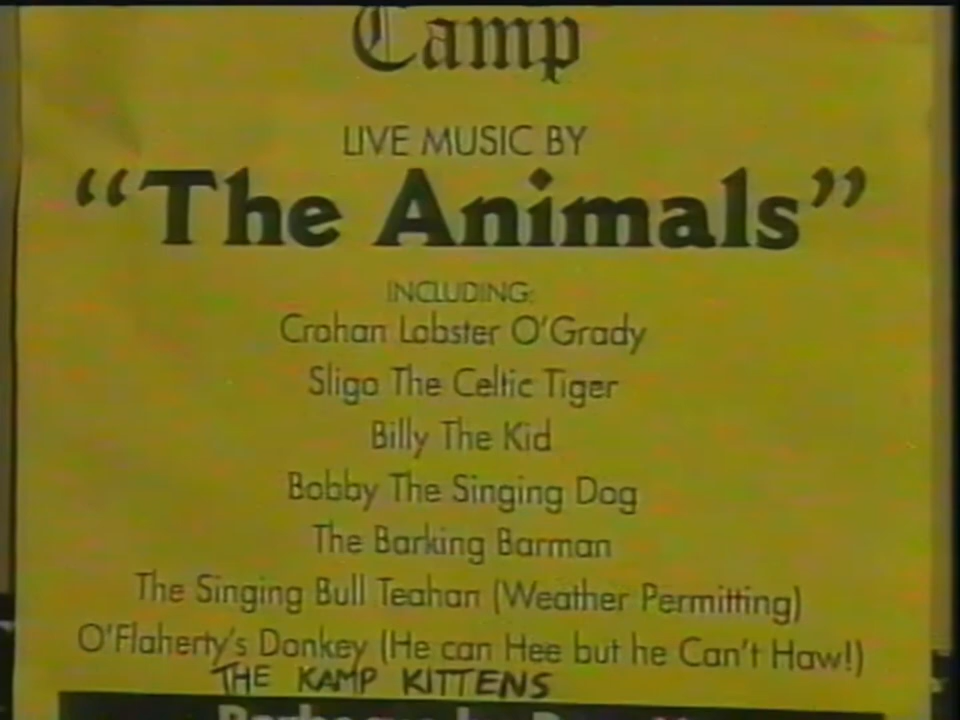 Camp
LIVE MUSIC BY
“The Animals”
INCLUDING:
Crohan Lobster O'Grady
Sligo The Celtic Tiger
Billy The Kid
Bobby The Singing Dog
The Barking Barman
The Singing Bull Teahan (Weather Permitting)
O'Flaherty's Donkey (He can Hee but he Can't Haw!)
THE KAMP KITTENS